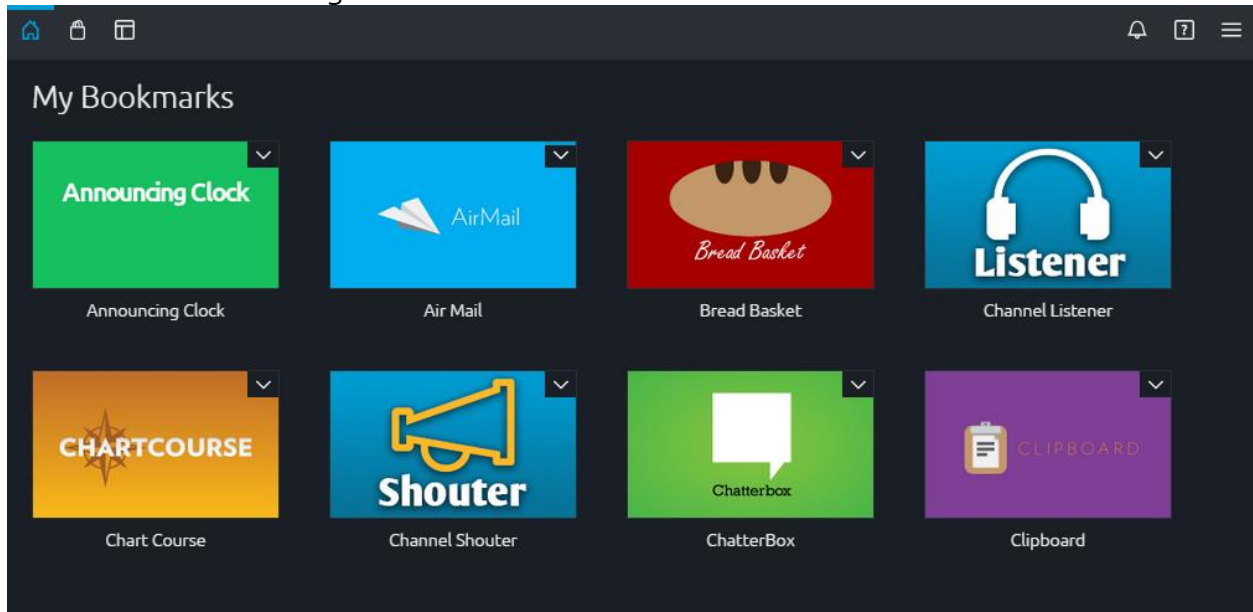 My Bookmarks
Announcing Clock
AirMail
Bread Basket
Listener
Announcing Clock
Air Mail
Bread Basket
Channel Listener
CHARTCOURSE
Shouter
Chatterbox
CLIPBOARD
Chart Course
Channel Shouter
ChatterBox
Clipboard